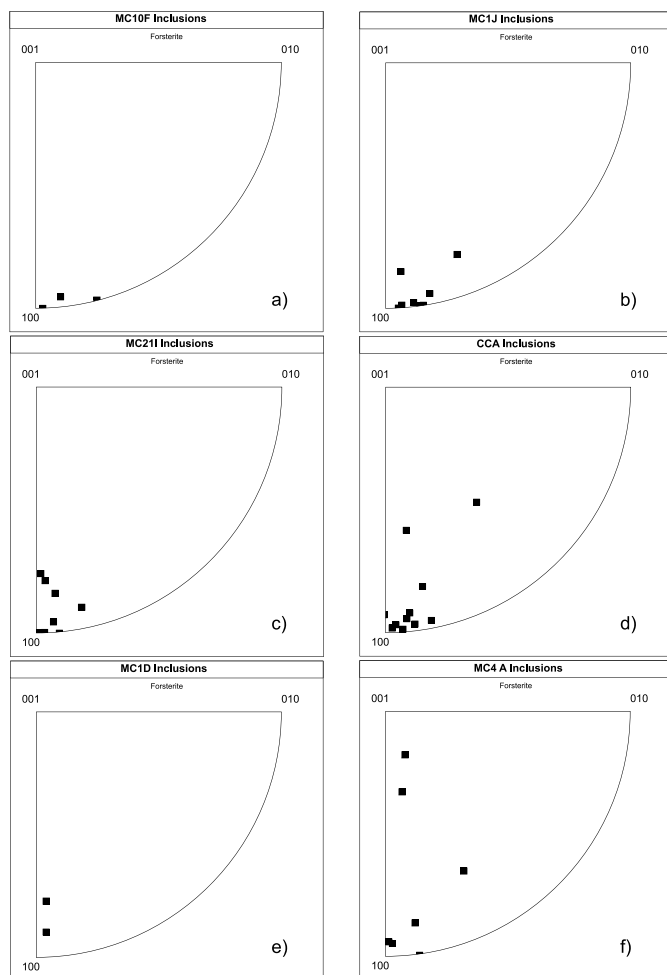 MC10F Inclusions
Forsterite
001
010
100
a)
MC1J Inclusions
Forsterite
001
010
100
b)
MC21I Inclusions
Forsterite
001
010
100
c)
CCA Inclusions
Forsterite
001
010
100
d)
MC1D Inclusions
Forsterite
001
010
100
e)
MC4 A Inclusions
Forsterite
001
010
100
f)